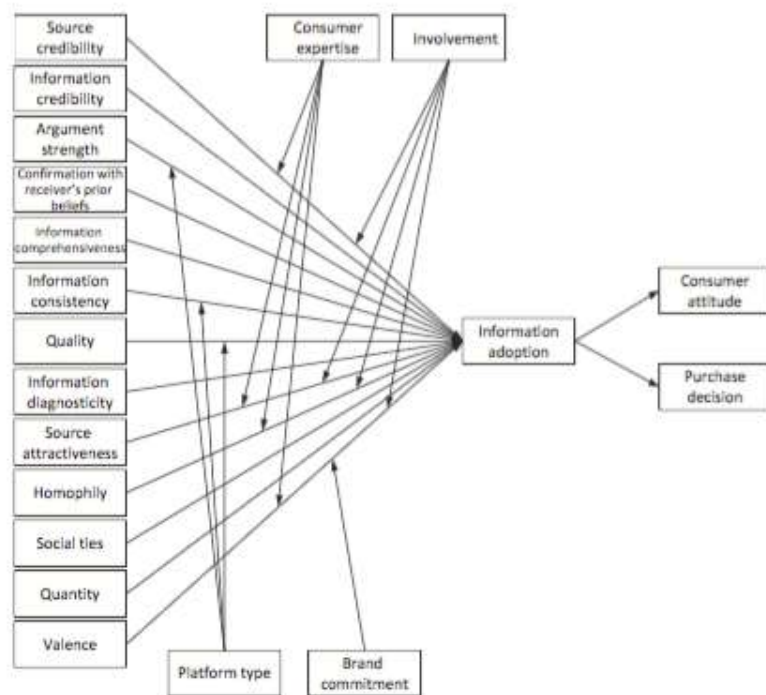 Source
credibility
Information
credibility
Argument
strength
Confirmation with
receiver's prior
beliefs
Information
comprehensiveness
Information
consistency
Quality
Information
diagnosticity
Source
attractiveness
Homophily
Social ties
Quantity
Valence
Consumer
expertise
Involvement
Information
adoption
Consumer
attitude
Purchase
decision
Platform type
Brand
commitment